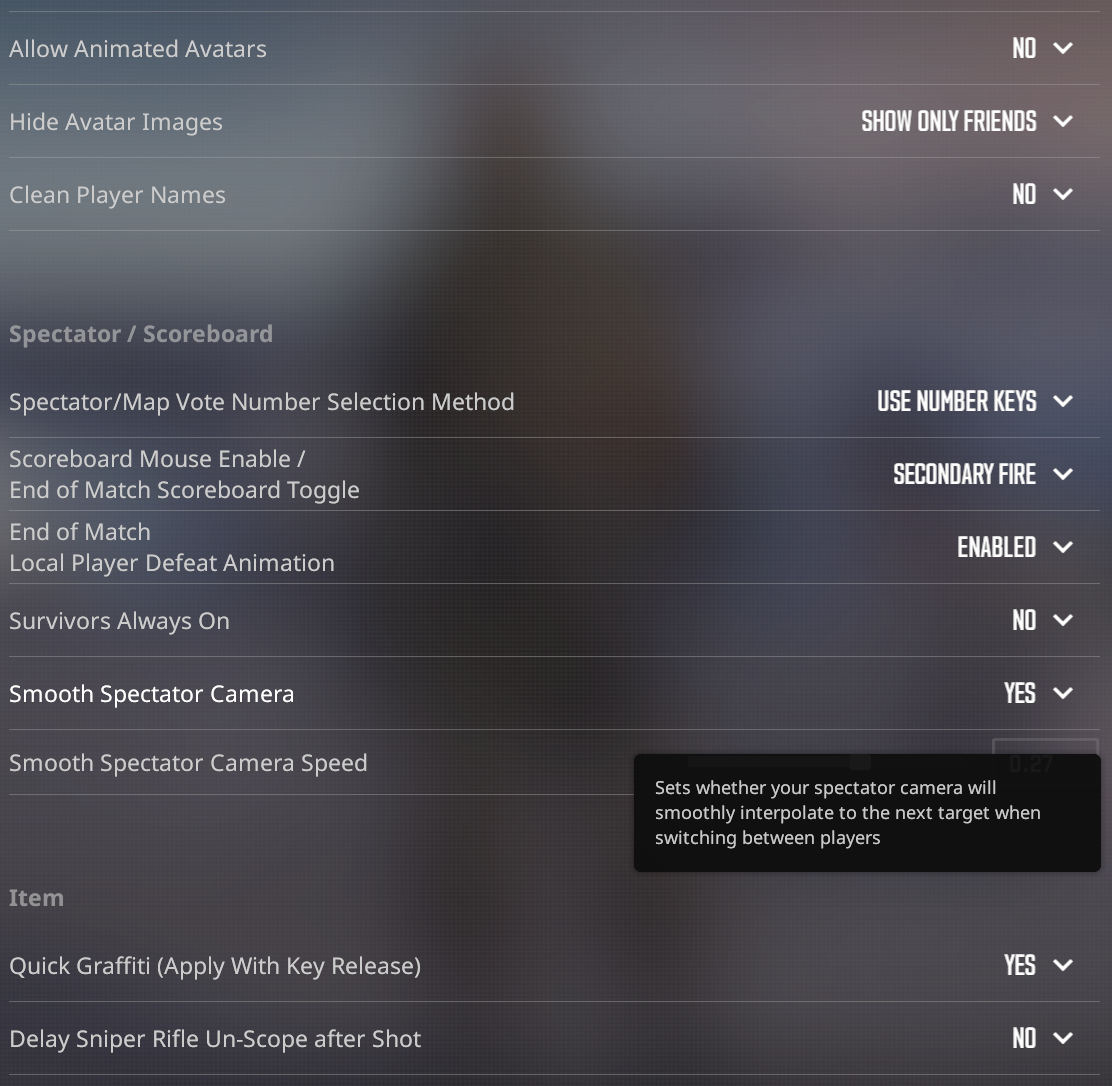 Allow Animated Avatars NO
Hide Avatar Images SHOW ONLY FRIENDS
Clean Player Names NO
Spectator / Scoreboard
Spectator/Map Vote Number Selection Method USE NUMBER KEYS
Scoreboard Mouse Enable /
End of Match Scoreboard Toggle SECONDARY FIRE
End of Match
Local Player Defeat Animation ENABLED
Survivors Always On NO
Smooth Spectator Camera YES
Smooth Spectator Camera Speed 0.27
Sets whether your spectator camera will
smoothly interpolate to the next target when
switching between players
Item
Quick Graffiti (Apply With Key Release) YES
Delay Sniper Rifle Un-Scope after Shot NO